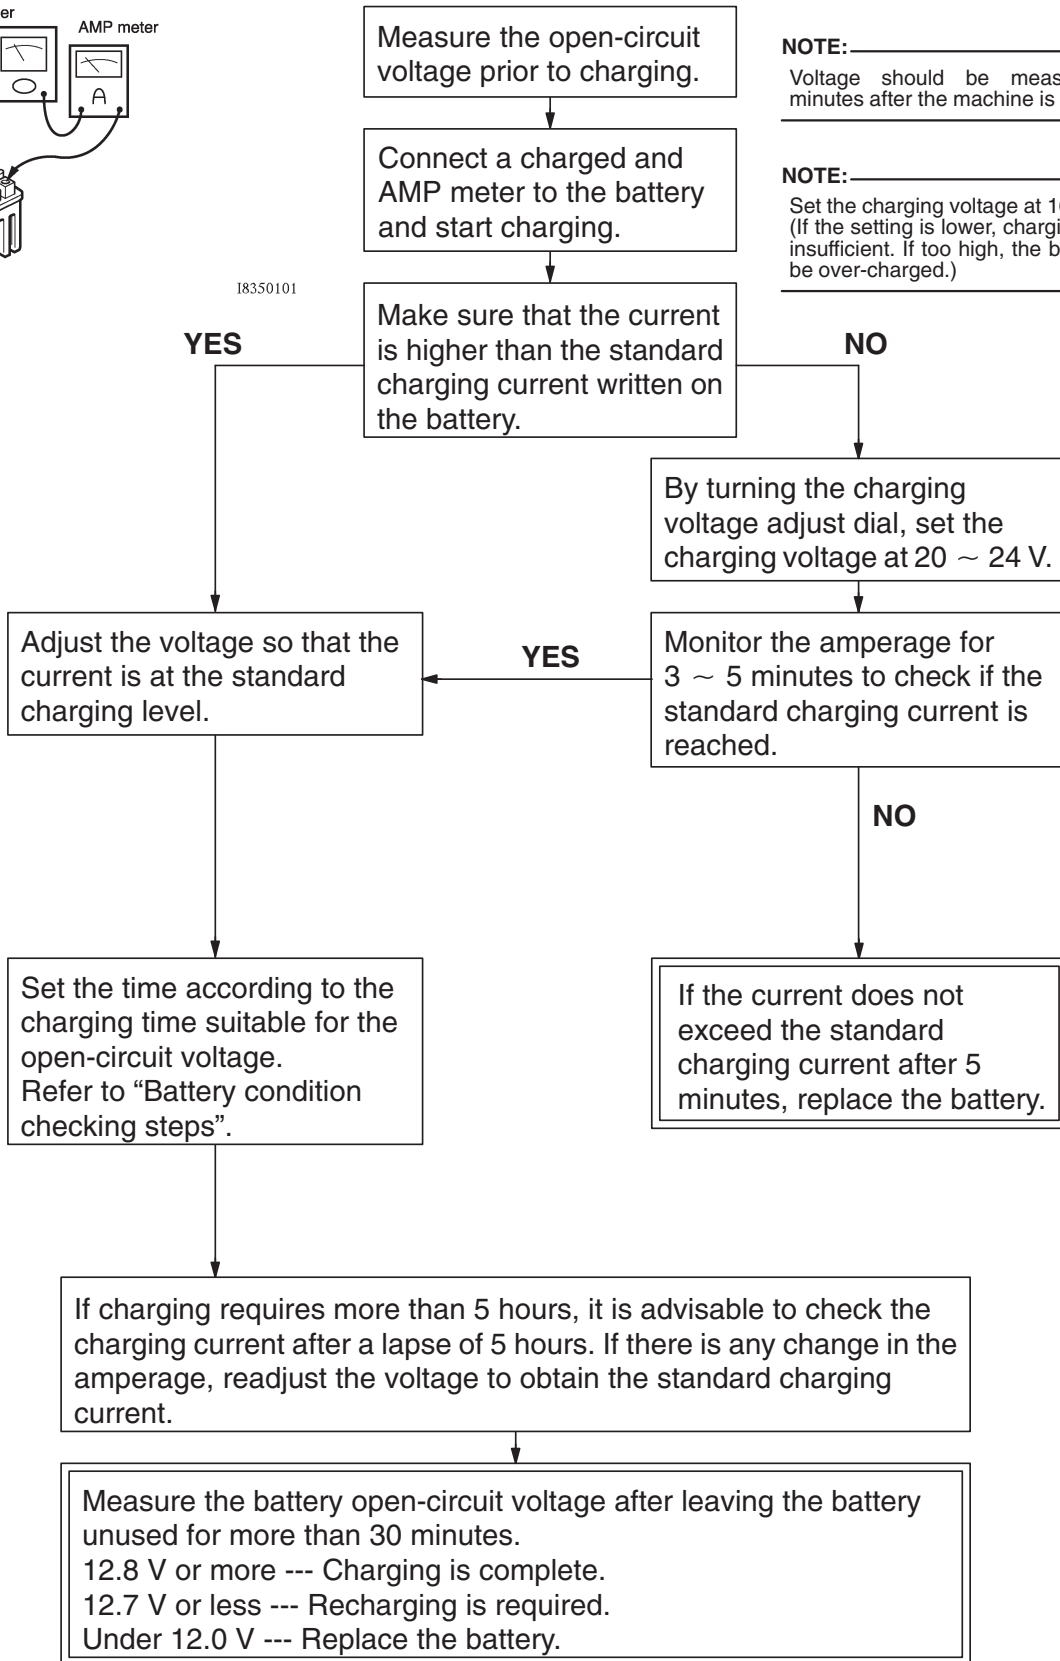 AMP meter
Measure the open-circuit
voltage prior to charging.
NOTE:
Voltage should be
minutes after the machine is
Connect a charged and
AMP meter to the battery
and start charging.
NOTE:
Set the charging voltage at
(If the setting is lower,
insufficient. If too high, the
be over-charged.)
A
I8350101
Make sure that the current
is higher than the standard
charging current written on
the battery.
YES
NO
By turning the charging
voltage adjust dial, set the
charging voltage at 20 ~ 24 V.
Adjust the voltage so that the
current is at the standard
charging level.
YES
Monitor the amperage for
3 ~ 5 minutes to check if the
standard charging current is
reached.
NO
Set the time according to the
charging time suitable for the
open-circuit voltage.
Refer to “Battery condition
checking steps”.
If the current does not
exceed the standard
charging current after 5
minutes, replace the battery.
If charging requires more than 5 hours, it is advisable to check the
charging current after a lapse of 5 hours. If there is any change in the
amperage, readjust the voltage to obtain the standard charging
current.
Measure the battery open-circuit voltage after leaving the battery
unused for more than 30 minutes.
12.8 V or more --- Charging is complete.
12.7 V or less --- Recharging is required.
Under 12.0 V --- Replace the battery.